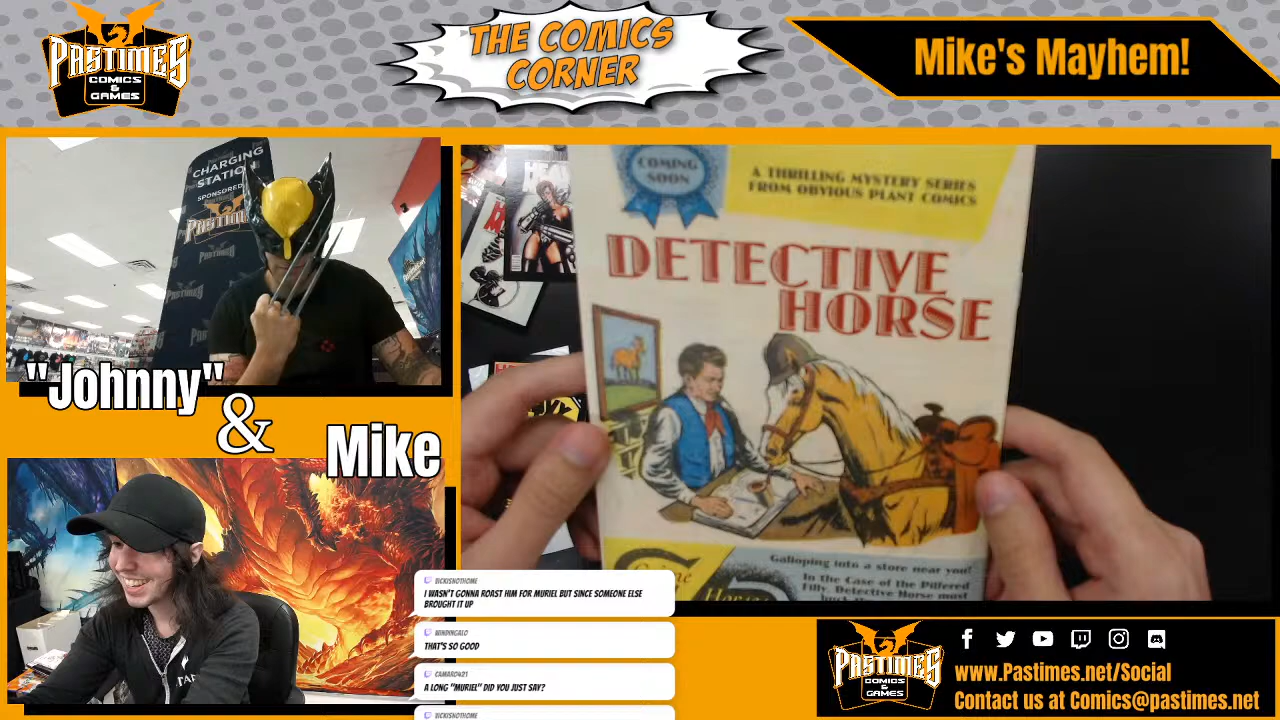 PASTIMES
COMICS
& GAMES
THE COMICS
CORNER
Mike's Mayhem!
CHARGING
STATION
SPONSORED
"Johnny"
&
Mike
COMING
SOON
A THRILLING MYSTERY SERIES
FROM OBVIOUS PLANT COMICS
DETECTIVE
HORSE
Galloping into a store near you!
In the Case of the Pilfered
Filly, Detective Horse must
VICKISNOTHOME
I WASN'T GONNA ROAST HIM FOR MURIEL BUT SINCE SOMEONE ELSE
BROUGHT IT UP
THAT'S SO GOOD
CAMARO421
A LONG "MURIEL" DID YOU JUST SAY?
VICKISNOTHOME
PASTIMES
COMICS
& GAMES
www.Pastimes.net/Social
Contact us at Comics@pastimes.net